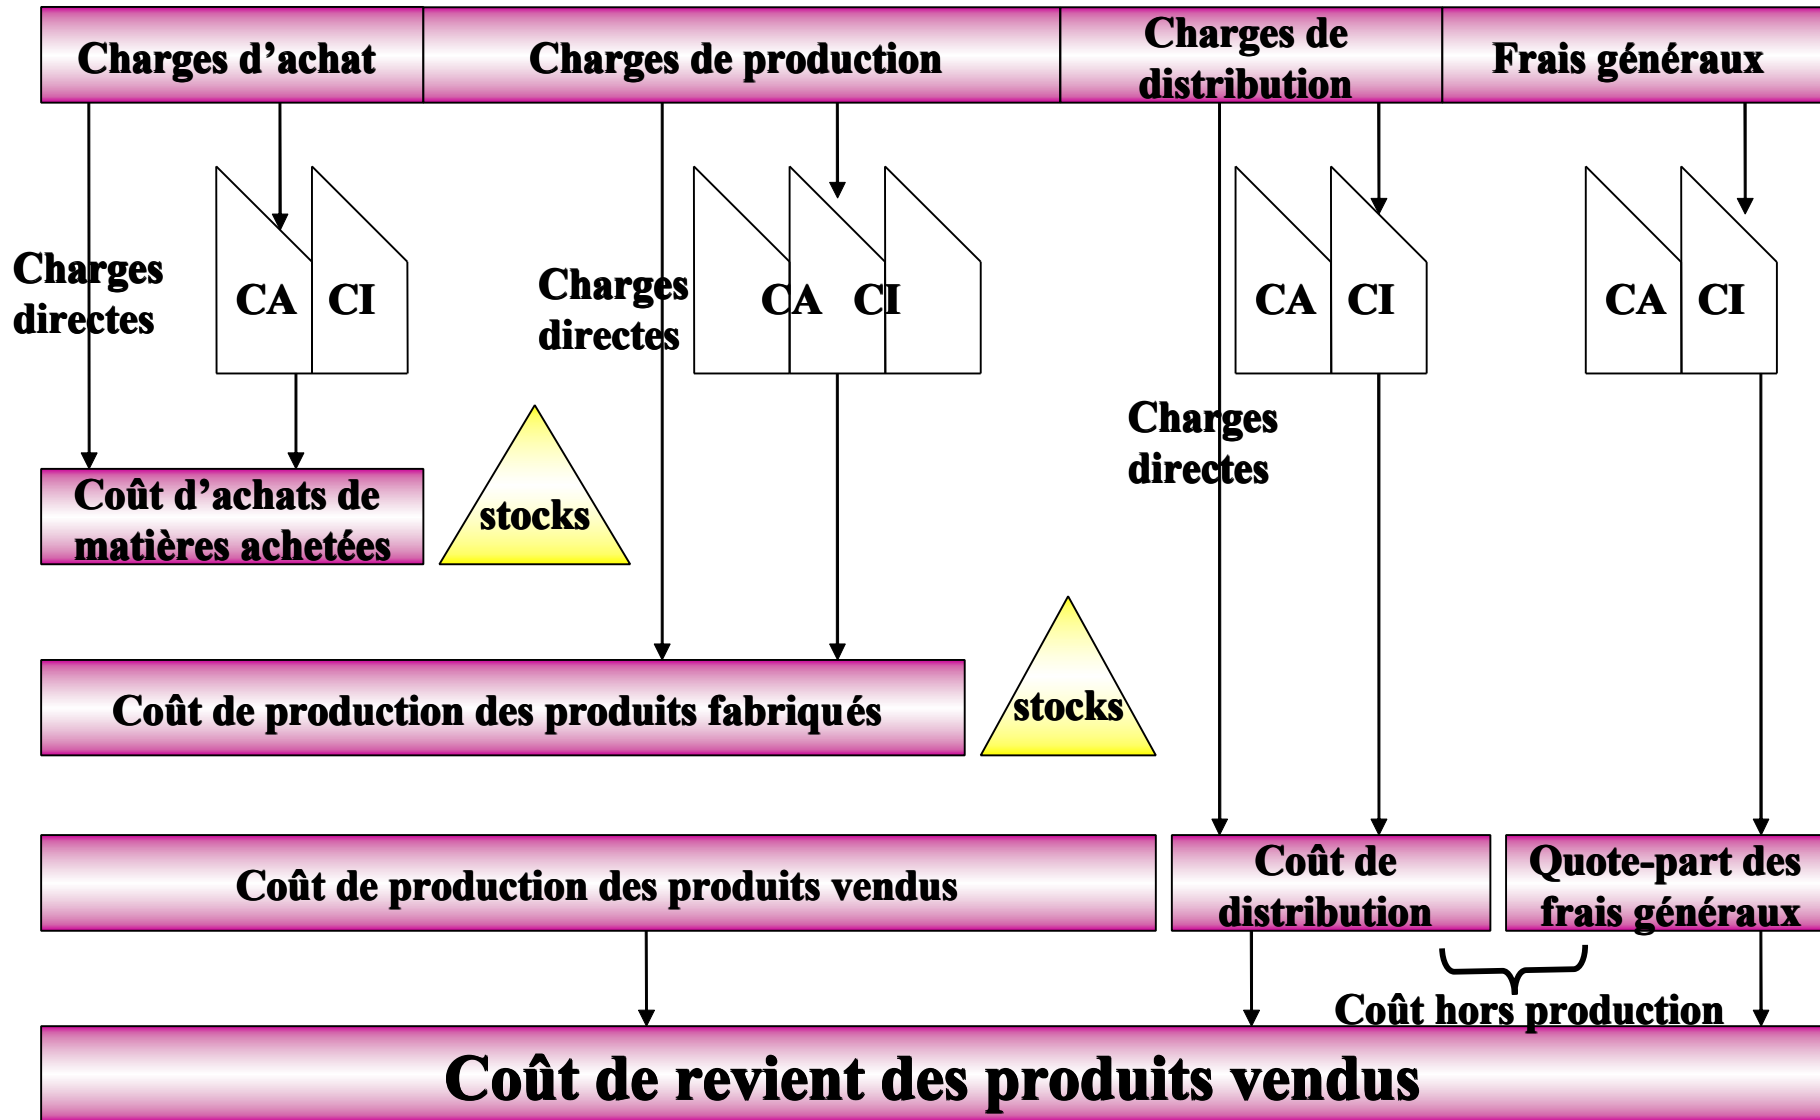 Charges d’achat
Charges de production
Charges de
distribution
Frais généraux
Charges
directes
CA CI
Charges
directes
CA CI
CA CI
CA CI
Charges
directes
Coût d’achats de
matières achetées
stocks
Coût de production des produits fabriqués
stocks
Coût de production des produits vendus
Coût de
distribution
Quote-part des
frais généraux
Coût hors production
Coût de revient des produits vendus